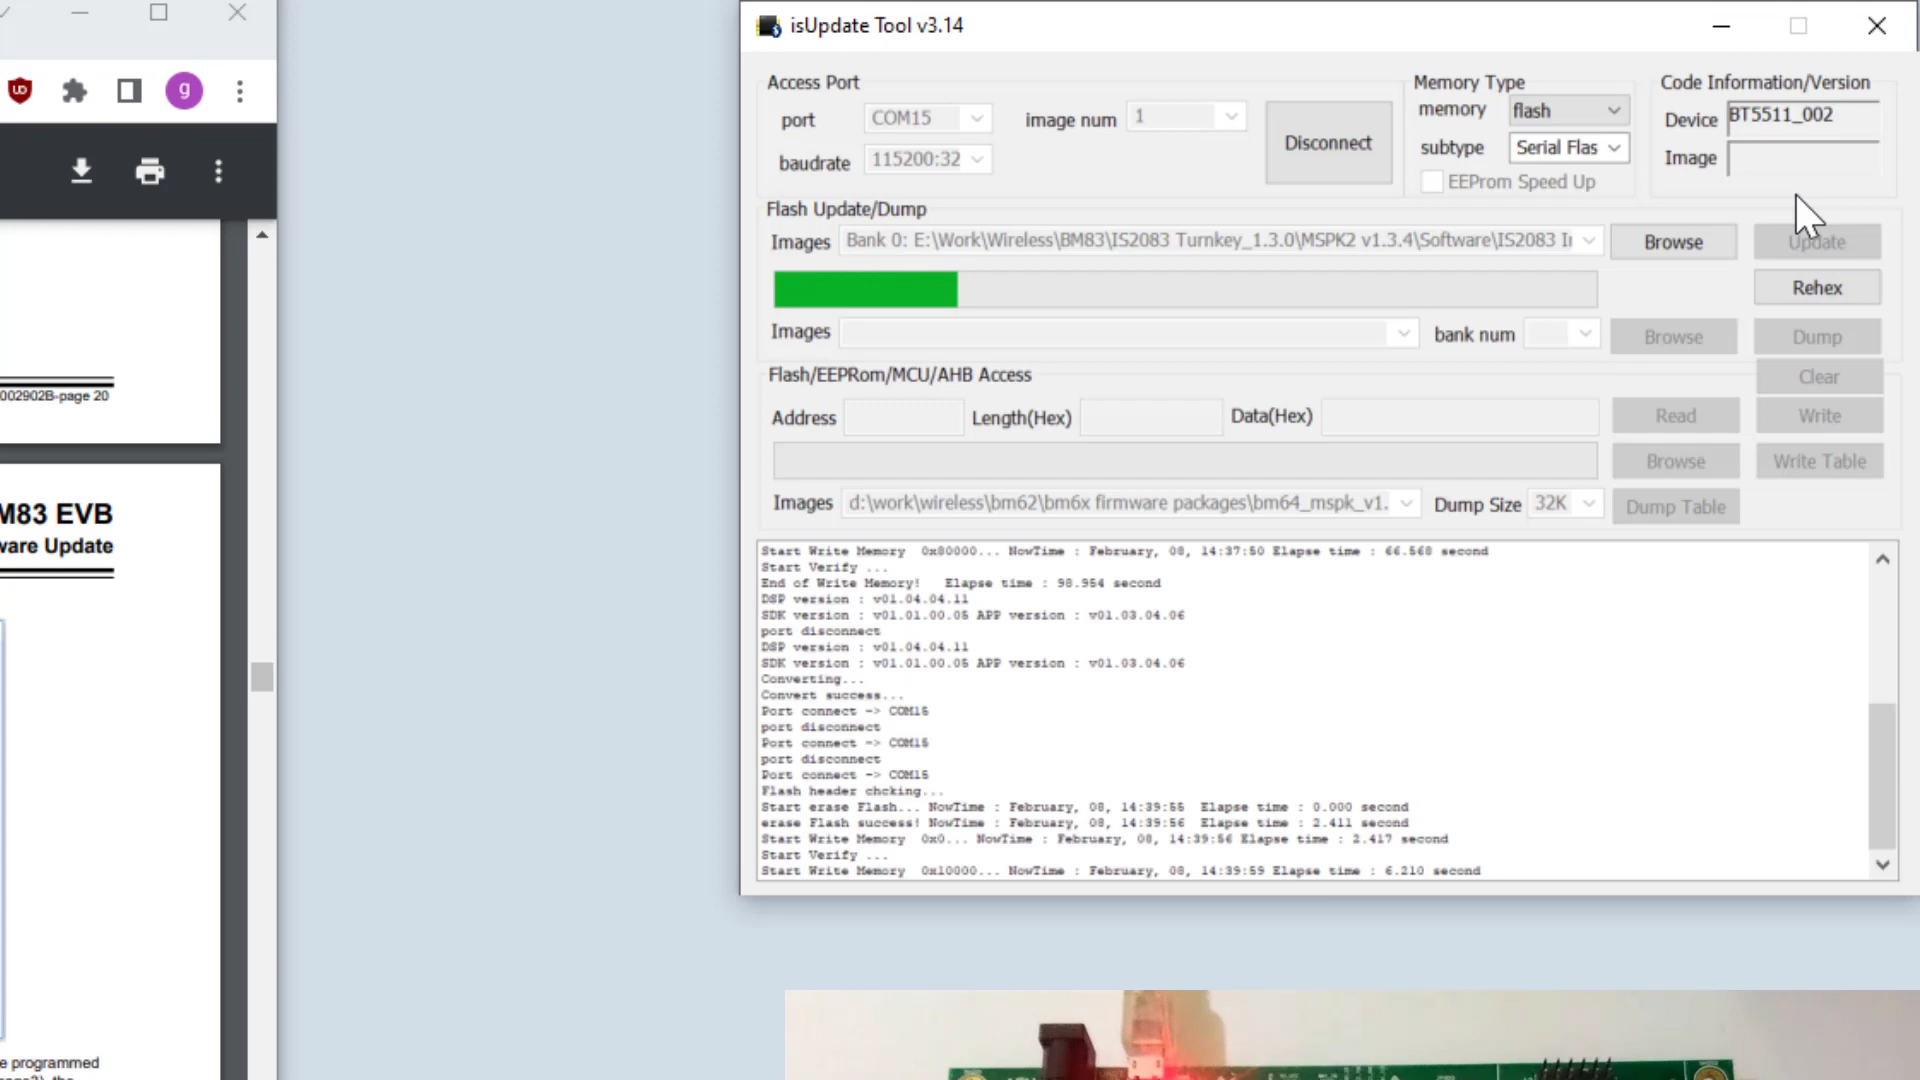 g
002902B-page 20
M83 EVB
ware Update
e programmed
isUpdate Tool v3.14
Access Port
port COM15
image num 1
baudrate 115200:32
Disconnect
Memory Type
memory flash
subtype Serial Flas
EEProm Speed Up
Code Information/Version
Device BT5511_002
Image
Flash Update/Dump
Images Bank 0: E:\Work\Wireless\BM83\IS2083 Turnkey_1.3.0\MSPK2 v1.3.4\Software\IS2083 Ir Browse Update
Rehex
Images bank num Browse Dump
Flash/EEPRom/MCU/AHB Access
Clear
Address Length(Hex) Data(Hex) Read Write
Browse Write Table
Images d:\work\wireless\bm62\bm6x firmware packages\bm64_mspk_v1. Dump Size 32K Dump Table
Start Write Memory 0x80000... NowTime : February, 08, 14:37:50 Elapse time : 66.568 second
Start Verify ...
End of Write Memory! Elapse time : 98.954 second
DSP version : v01.04.04.11
SDK version : v01.01.00.05 APP version : v01.03.04.06
port disconnect
DSP version : v01.04.04.11
SDK version : v01.01.00.05 APP version : v01.03.04.06
Converting...
Convert success...
Port connect -> COM15
port disconnect
Port connect -> COM15
port disconnect
Port connect -> COM15
Flash header chcking...
Start erase Flash... NowTime : February, 08, 14:39:55 Elapse time : 0.000 second
erase Flash success! NowTime : February, 08, 14:39:56 Elapse time : 2.411 second
Start Write Memory 0x0... NowTime : February, 08, 14:39:56 Elapse time : 2.417 second
Start Verify ...
Start Write Memory 0x10000... NowTime : February, 08, 14:39:59 Elapse time : 6.210 second